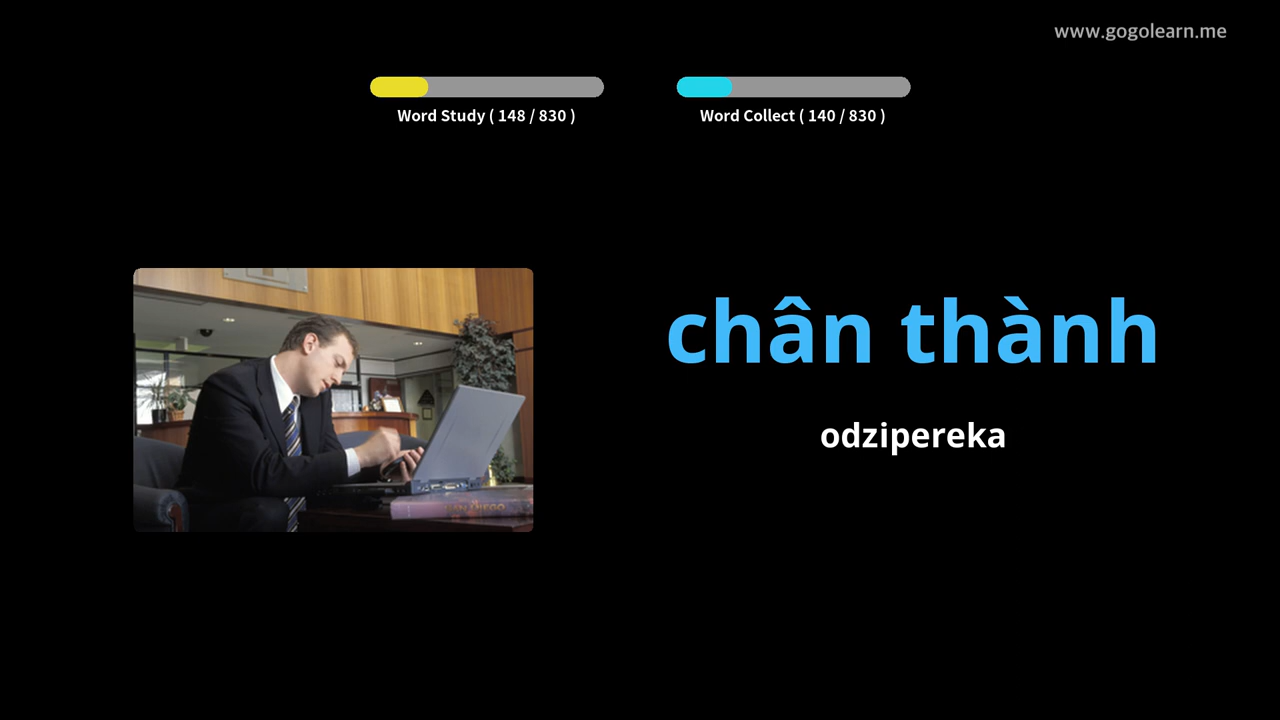 www.gogolearn.me
Word Study ( 148 / 830 )
Word Collect ( 140 / 830 )
chân thành
odzipereka